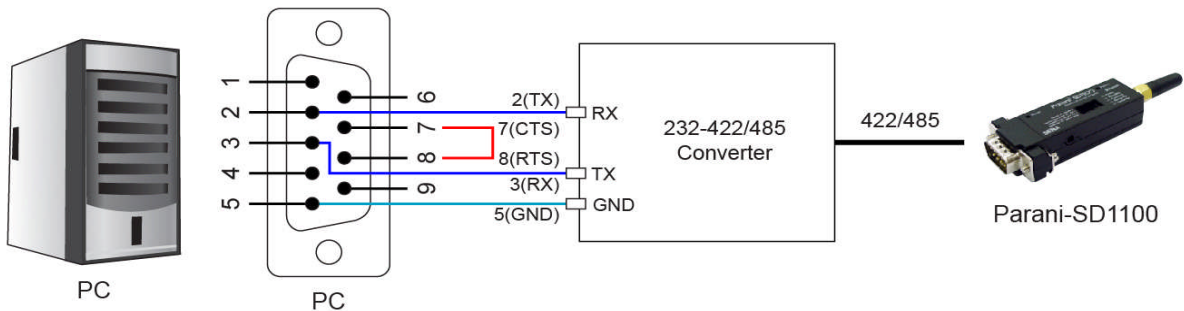 PC
1
2
3
4
5
6
7
8
9
PC
2(TX)
7(CTS)
8(RTS)
3(RX)
5(GND)
RX
TX
GND
232-422/485
Converter
422/485
Parani-SD1100